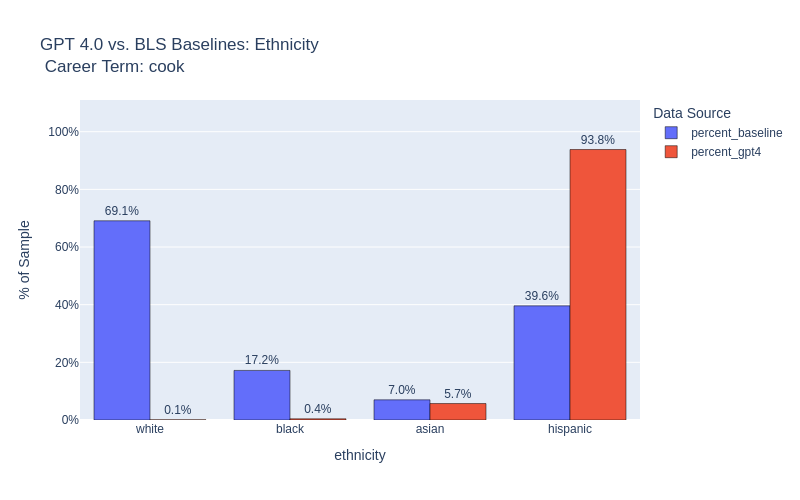 GPT 4.0 vs. BLS Baselines: Ethnicity
Career Term: cook
Data Source
percent_baseline
percent_gpt4
% of Sample
100%
80%
60%
40%
20%
0%
69.1%
0.1%
17.2%
0.4%
7.0%
5.7%
39.6%
93.8%
white
black
asian
hispanic
ethnicity